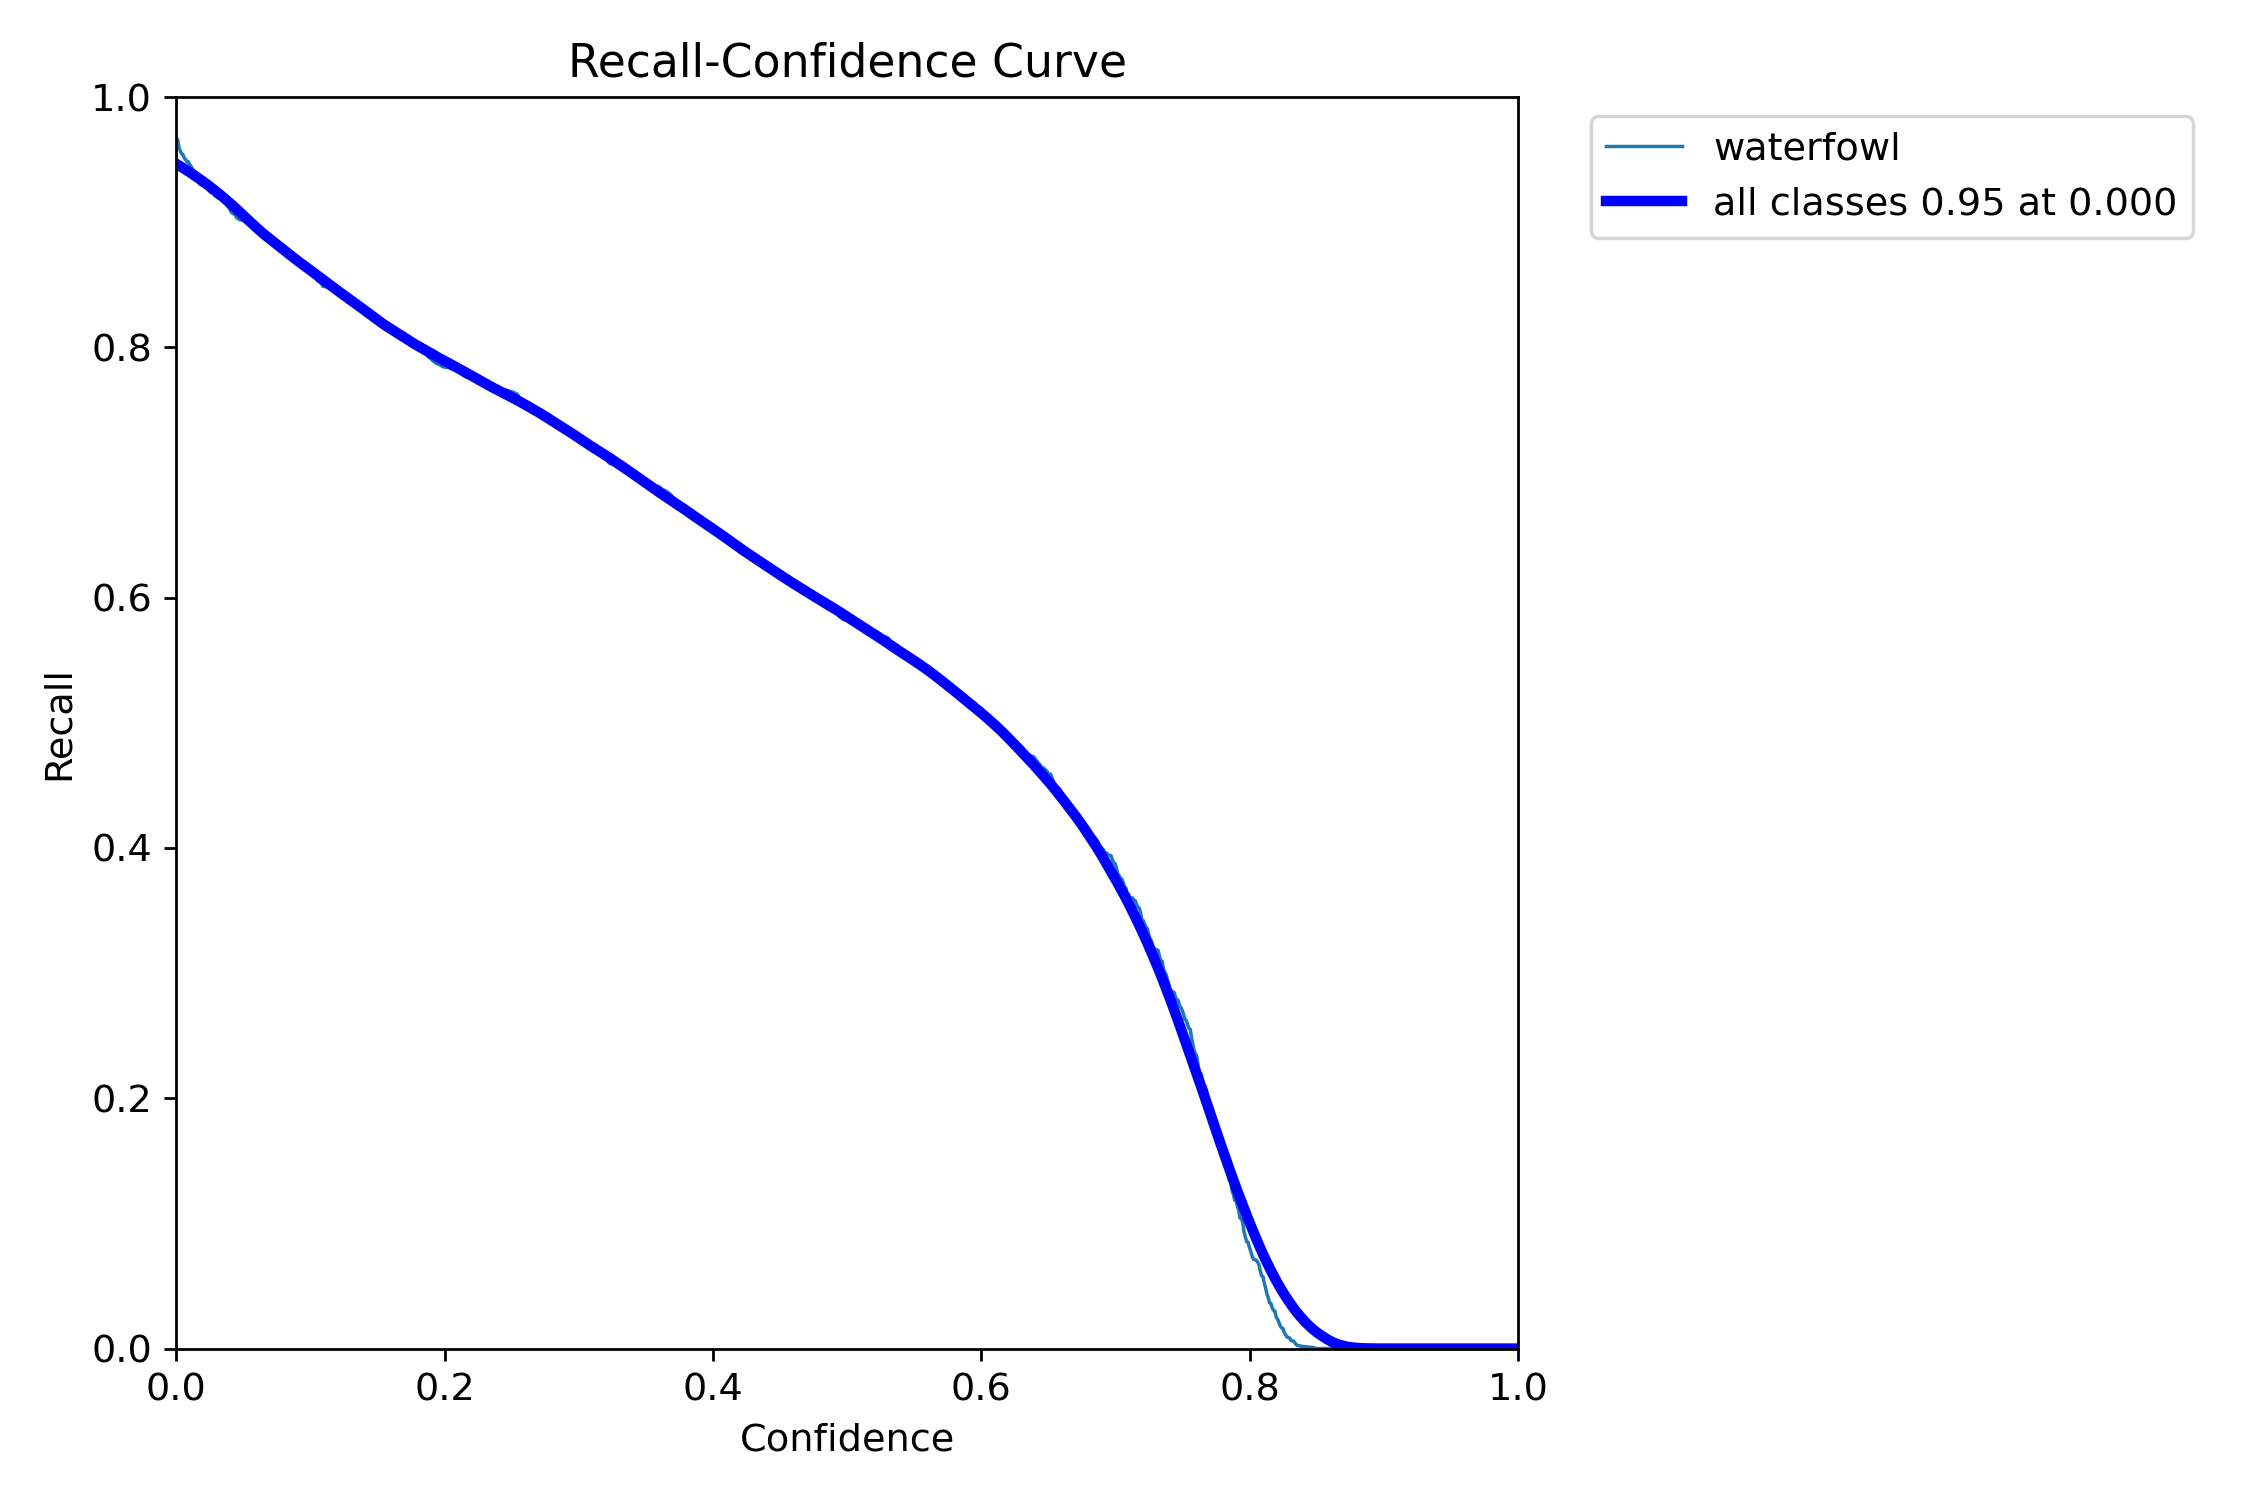 Recall-Confidence Curve
1.0
0.8
0.6
0.4
0.2
0.0
Recall
0.0 0.2 0.4 0.6 0.8 1.0
Confidence
waterfowl
all classes 0.95 at 0.000